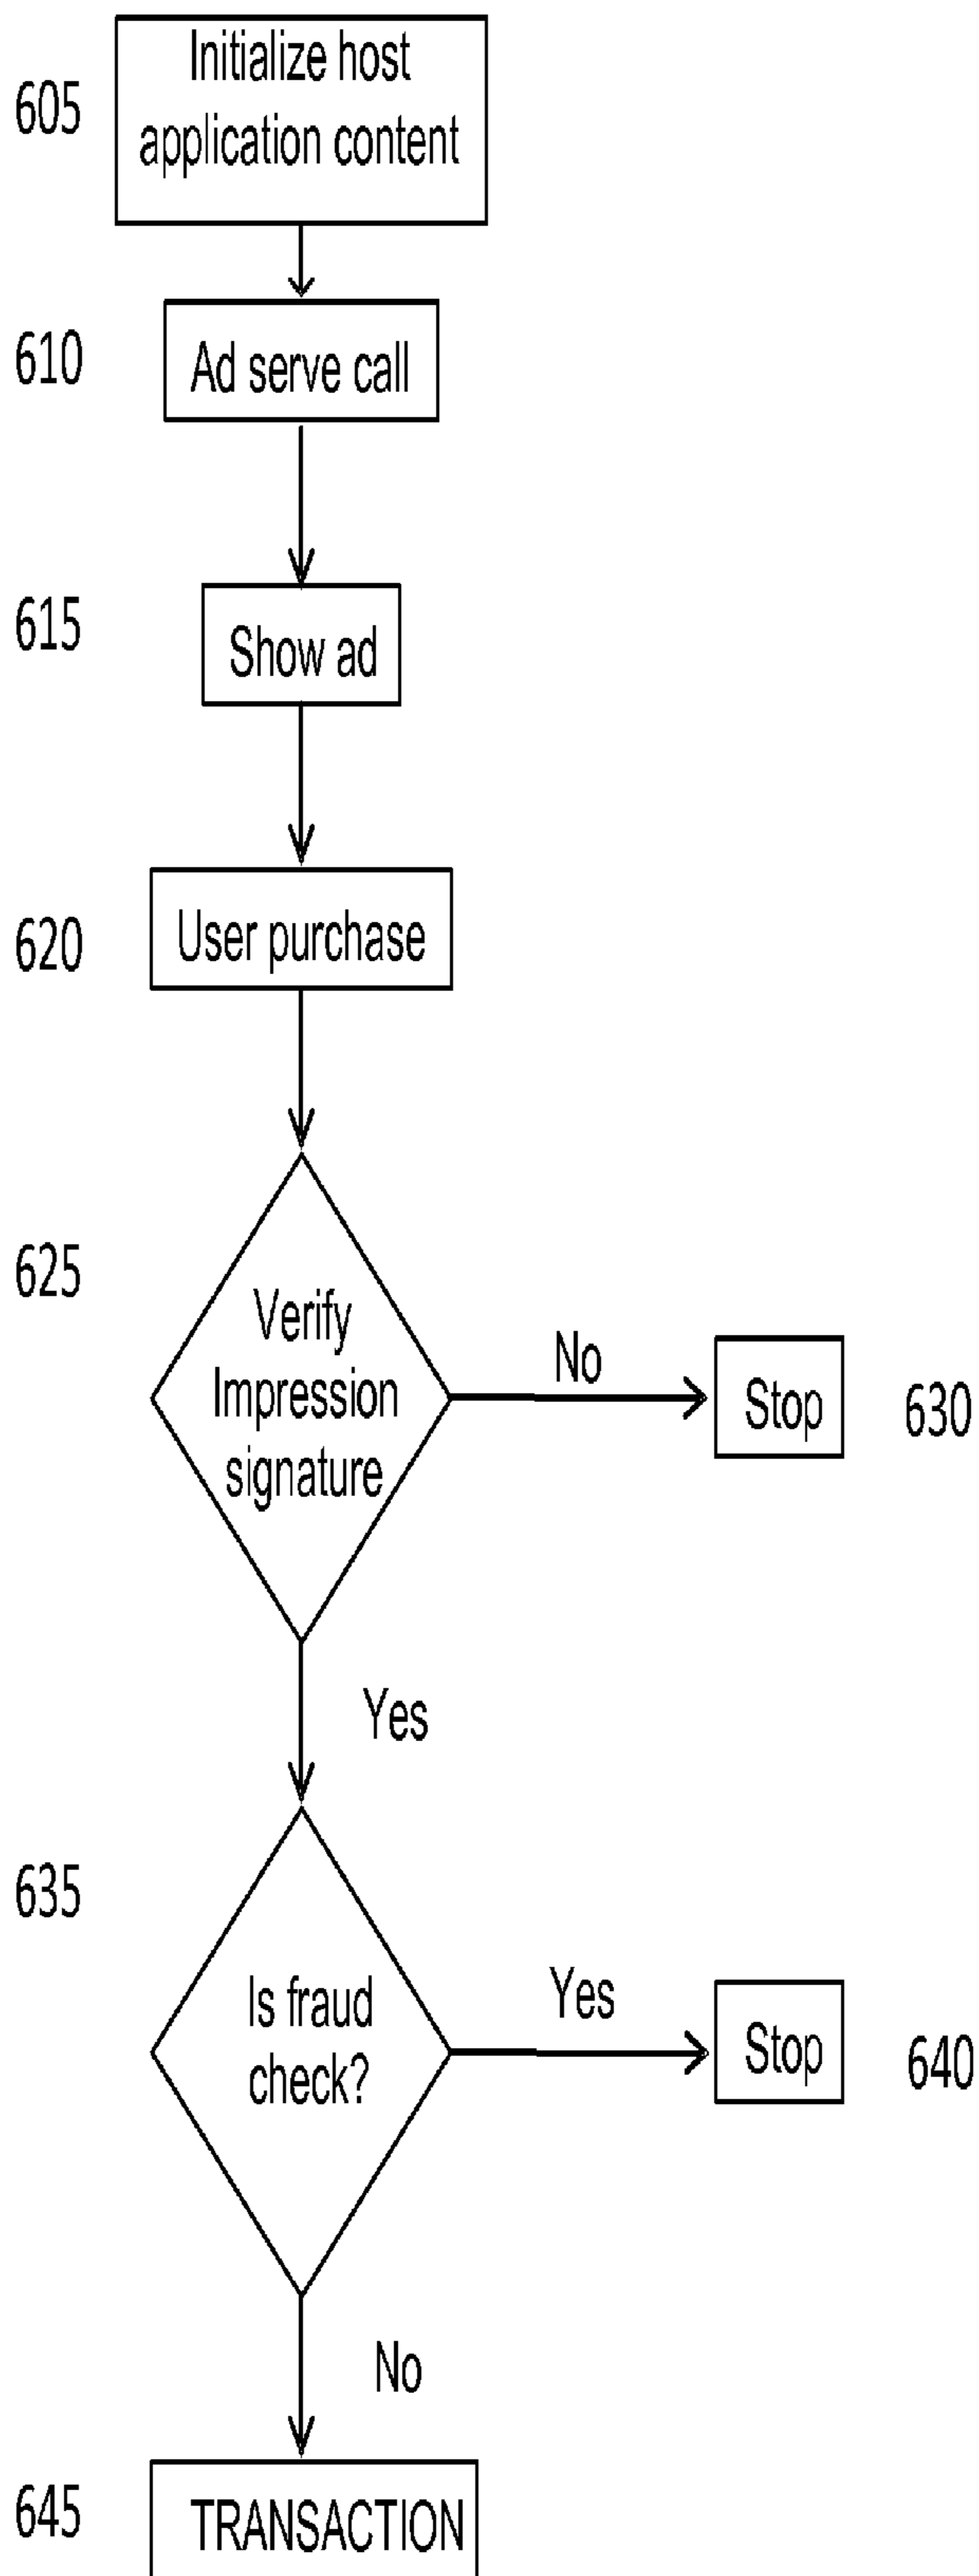 605
Initialize host
application content
610
Ad serve call
615
Show ad
620
User purchase
625
Verify
Impression
signature
No
Stop
630
Yes
635
Is fraud
check?
Yes
Stop
640
No
645
TRANSACTION